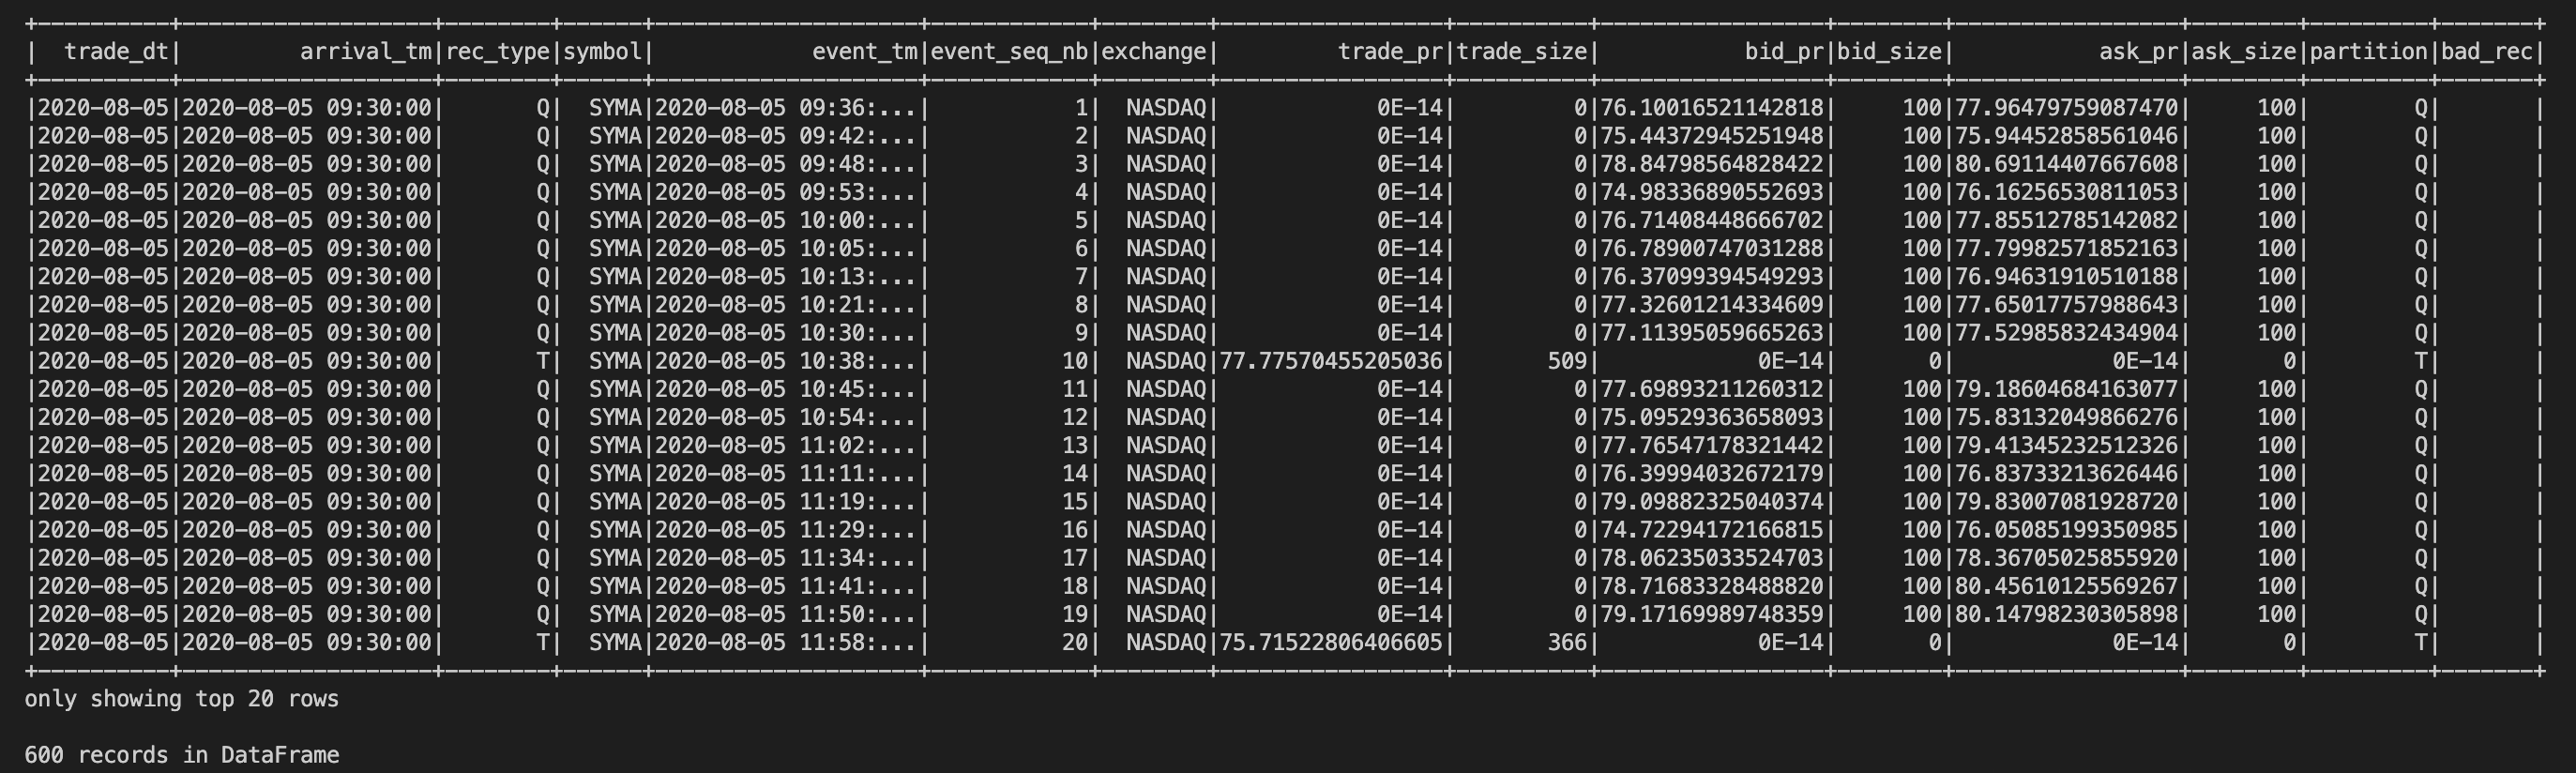 +----------+-------------------+--------+------+--------------------+------------+--------+-----------------+----------+-----------------+--------+-----------------+--------+---------+-------+
|  trade_dt|         arrival_tm|rec_type|symbol|            event_tm|event_seq_nb|exchange|         trade_pr|trade_size|           bid_pr|bid_size|           ask_pr|ask_size|partition|bad_rec|
+----------+-------------------+--------+------+--------------------+------------+--------+-----------------+----------+-----------------+--------+-----------------+--------+---------+-------+
|2020-08-05|2020-08-05 09:30:00|       Q|  SYMA|2020-08-05 09:36:...|           1|  NASDAQ|            0E-14|         0|76.10016521142818|     100|77.96479759087470|     100|        Q|       |
|2020-08-05|2020-08-05 09:30:00|       Q|  SYMA|2020-08-05 09:42:...|           2|  NASDAQ|            0E-14|         0|75.44372945251948|     100|75.94452858561046|     100|        Q|       |
|2020-08-05|2020-08-05 09:30:00|       Q|  SYMA|2020-08-05 09:48:...|           3|  NASDAQ|            0E-14|         0|78.84798564828422|     100|80.69114407667608|     100|        Q|       |
|2020-08-05|2020-08-05 09:30:00|       Q|  SYMA|2020-08-05 09:53:...|           4|  NASDAQ|            0E-14|         0|74.98336890552693|     100|76.16256530811053|     100|        Q|       |
|2020-08-05|2020-08-05 09:30:00|       Q|  SYMA|2020-08-05 10:00:...|           5|  NASDAQ|            0E-14|         0|76.71408448666702|     100|77.85512785142082|     100|        Q|       |
|2020-08-05|2020-08-05 09:30:00|       Q|  SYMA|2020-08-05 10:05:...|           6|  NASDAQ|            0E-14|         0|76.78900747031288|     100|77.79982571852163|     100|        Q|       |
|2020-08-05|2020-08-05 09:30:00|       Q|  SYMA|2020-08-05 10:13:...|           7|  NASDAQ|            0E-14|         0|76.37099394549293|     100|76.94631910510188|     100|        Q|       |
|2020-08-05|2020-08-05 09:30:00|       Q|  SYMA|2020-08-05 10:21:...|           8|  NASDAQ|            0E-14|         0|77.32601214334609|     100|77.65017757988643|     100|        Q|       |
|2020-08-05|2020-08-05 09:30:00|       Q|  SYMA|2020-08-05 10:30:...|           9|  NASDAQ|            0E-14|         0|77.11395059665263|     100|77.52985832434904|     100|        Q|       |
|2020-08-05|2020-08-05 09:30:00|       T|  SYMA|2020-08-05 10:38:...|          10|  NASDAQ|77.77570455205036|       509|            0E-14|       0|            0E-14|       0|        T|       |
|2020-08-05|2020-08-05 09:30:00|       Q|  SYMA|2020-08-05 10:45:...|          11|  NASDAQ|            0E-14|         0|77.69893211260312|     100|79.18604684163077|     100|        Q|       |
|2020-08-05|2020-08-05 09:30:00|       Q|  SYMA|2020-08-05 10:54:...|          12|  NASDAQ|            0E-14|         0|75.09529363658093|     100|75.83132049866276|     100|        Q|       |
|2020-08-05|2020-08-05 09:30:00|       Q|  SYMA|2020-08-05 11:02:...|          13|  NASDAQ|            0E-14|         0|77.76547178321442|     100|79.41345232512326|     100|        Q|       |
|2020-08-05|2020-08-05 09:30:00|       Q|  SYMA|2020-08-05 11:11:...|          14|  NASDAQ|            0E-14|         0|76.39994032672179|     100|76.83733213626446|     100|        Q|       |
|2020-08-05|2020-08-05 09:30:00|       Q|  SYMA|2020-08-05 11:19:...|          15|  NASDAQ|            0E-14|         0|79.09882325040374|     100|79.83007081928720|     100|        Q|       |
|2020-08-05|2020-08-05 09:30:00|       Q|  SYMA|2020-08-05 11:29:...|          16|  NASDAQ|            0E-14|         0|74.72294172166815|     100|76.05085199350985|     100|        Q|       |
|2020-08-05|2020-08-05 09:30:00|       Q|  SYMA|2020-08-05 11:34:...|          17|  NASDAQ|            0E-14|         0|78.06235033524703|     100|78.36705025855920|     100|        Q|       |
|2020-08-05|2020-08-05 09:30:00|       Q|  SYMA|2020-08-05 11:41:...|          18|  NASDAQ|            0E-14|         0|78.71683328488820|     100|80.45610125569267|     100|        Q|       |
|2020-08-05|2020-08-05 09:30:00|       Q|  SYMA|2020-08-05 11:50:...|          19|  NASDAQ|            0E-14|         0|79.17169989748359|     100|80.14798230305898|     100|        Q|       |
|2020-08-05|2020-08-05 09:30:00|       T|  SYMA|2020-08-05 11:58:...|          20|  NASDAQ|75.71522806406605|       366|            0E-14|       0|            0E-14|       0|        T|       |
+----------+-------------------+--------+------+--------------------+------------+--------+-----------------+----------+-----------------+--------+-----------------+--------+---------+-------+
only showing top 20 rows

600 records in DataFrame